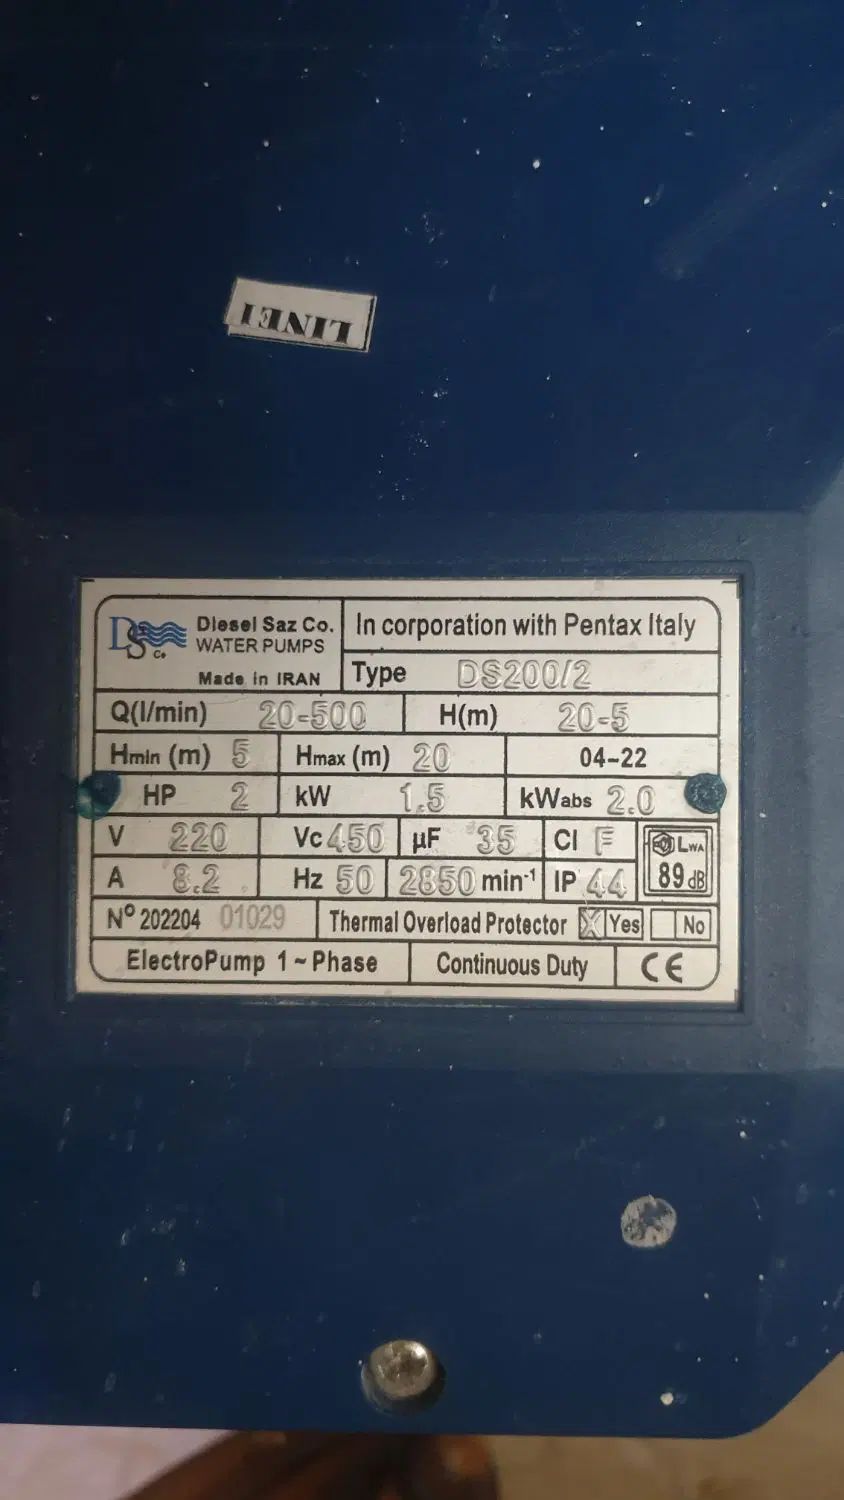 LINE1
DS Co
Diesel Saz Co.
WATER PUMPS
Made in IRAN
In corporation with Pentax Italy
Type DS200/2
Q(l/min) 20-500 H(m) 20-5
Hmin (m) 5 Hmax (m) 20 04-22
HP 2 kW 1.5 kWabs 2.0
V 220 Vc 450 µF 35 Cl F LWA
A 8.2 Hz 50 2850 min-1 IP 44 89 dB
Nº 202204 01029 Thermal Overload Protector X Yes No
ElectroPump 1~Phase Continuous Duty CE